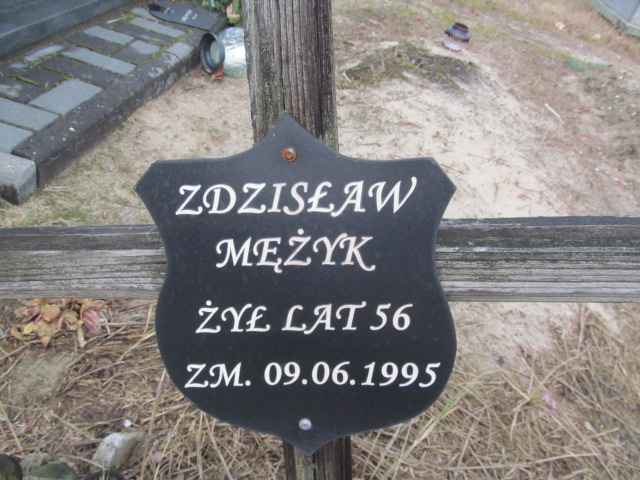 ZDZISŁAW
MĘŻYK
ŻYŁ LAT 56
ZM. 09.06.1995